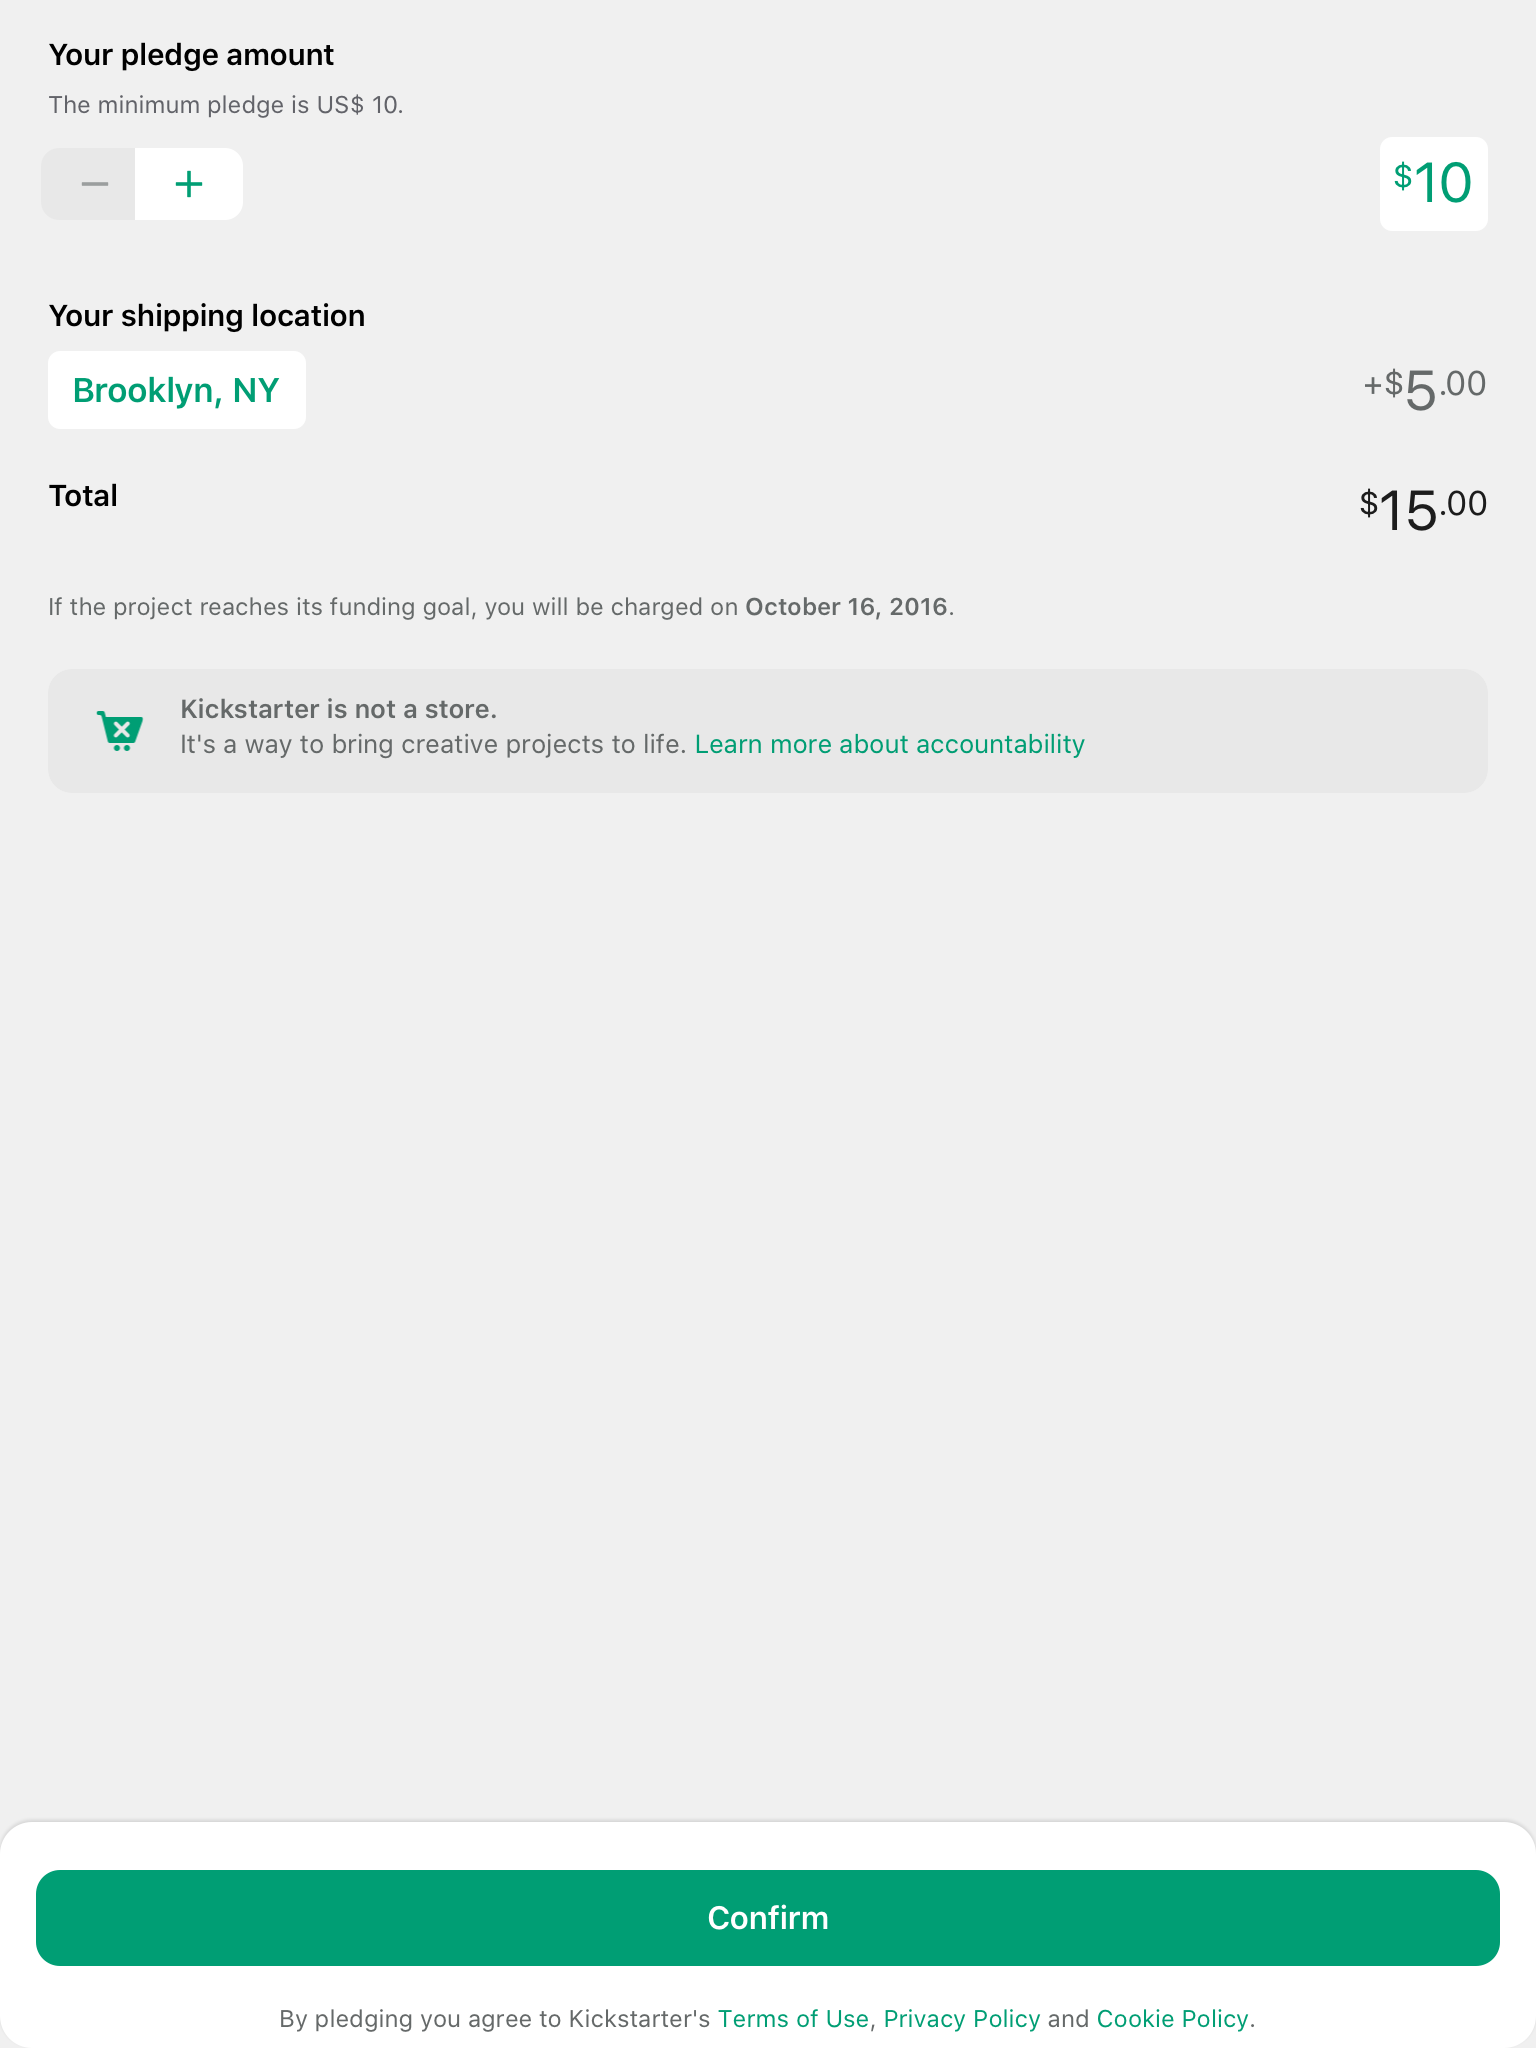 Your pledge amount
The minimum pledge is US$ 10.
− +
$10
Your shipping location
Brooklyn, NY
+$5.00
Total
$15.00
If the project reaches its funding goal, you will be charged on October 16, 2016.
Kickstarter is not a store.
It's a way to bring creative projects to life. Learn more about accountability
Confirm
By pledging you agree to Kickstarter's Terms of Use, Privacy Policy and Cookie Policy.